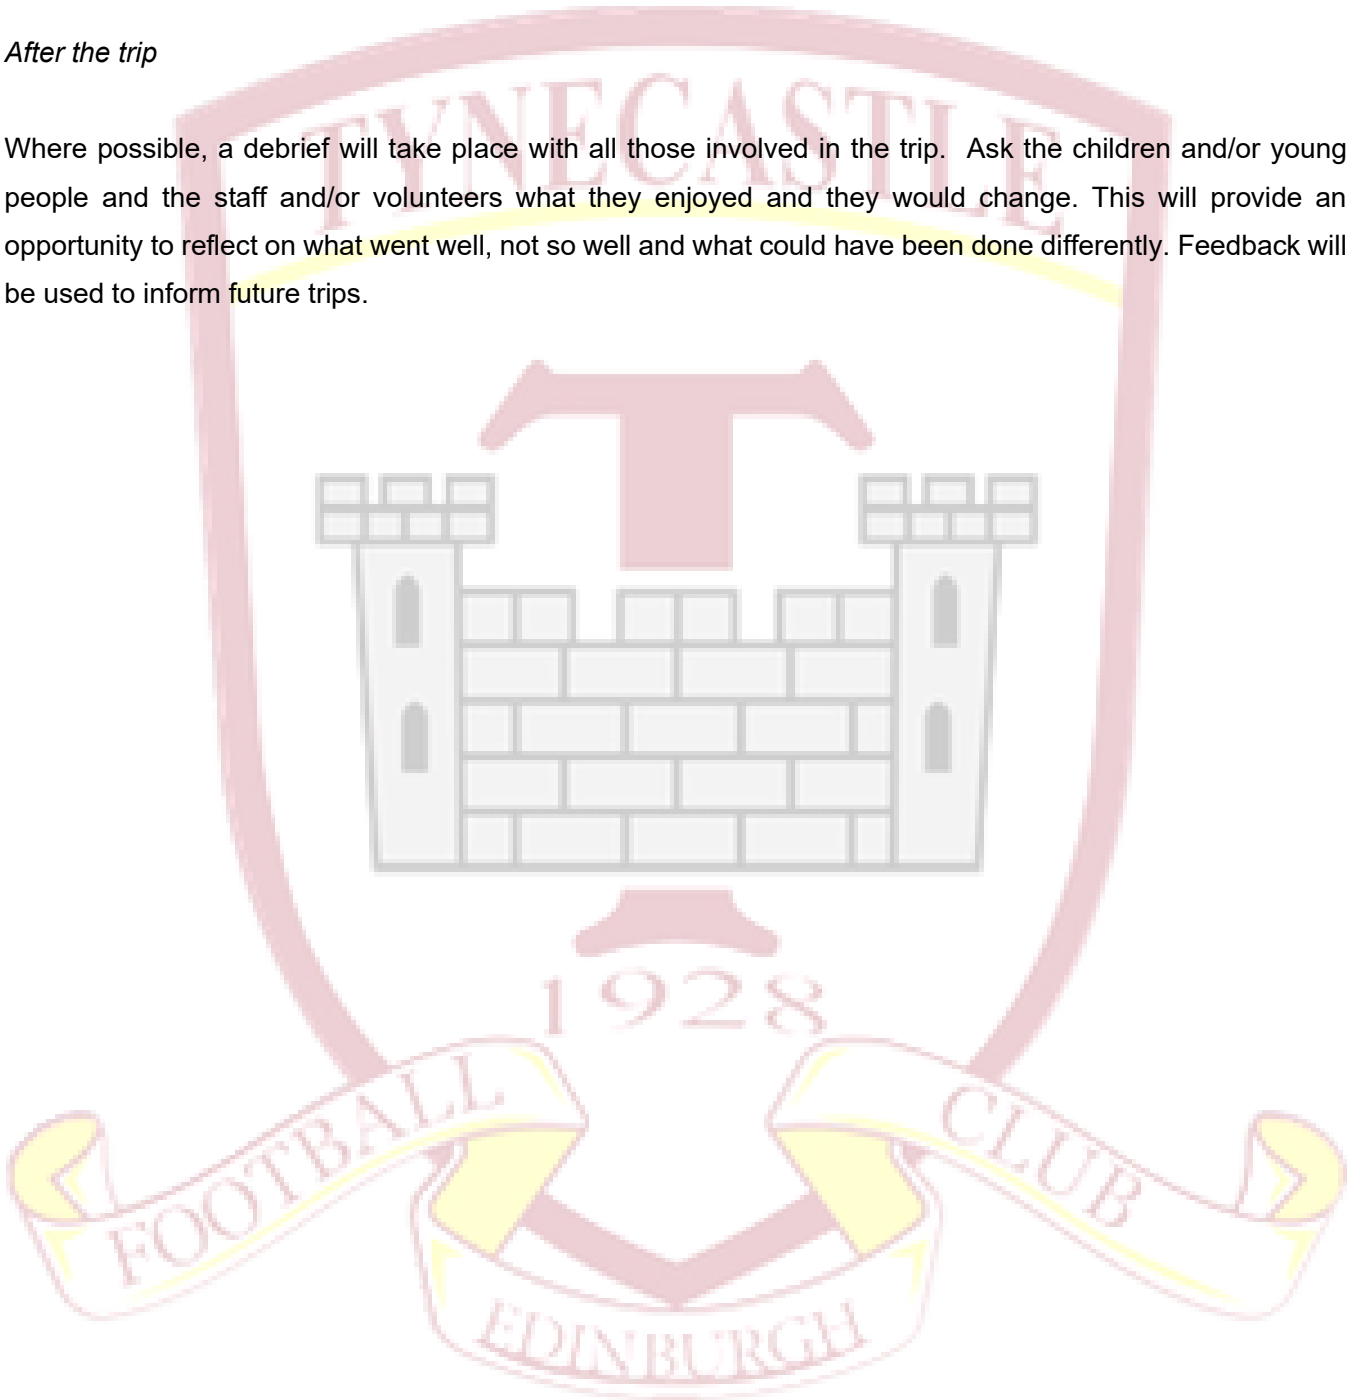 After the trip
Where possible, a debrief will take place with all those involved in the trip.  Ask the children and/or young
people and the staff and/or volunteers what they enjoyed and they would change. This will provide an
opportunity to reflect on what went well, not so well and what could have been done differently. Feedback will
be used to inform future trips.
TYNECASTLE
T
1928
FOOTBALL
CLUB
EDINBURGH